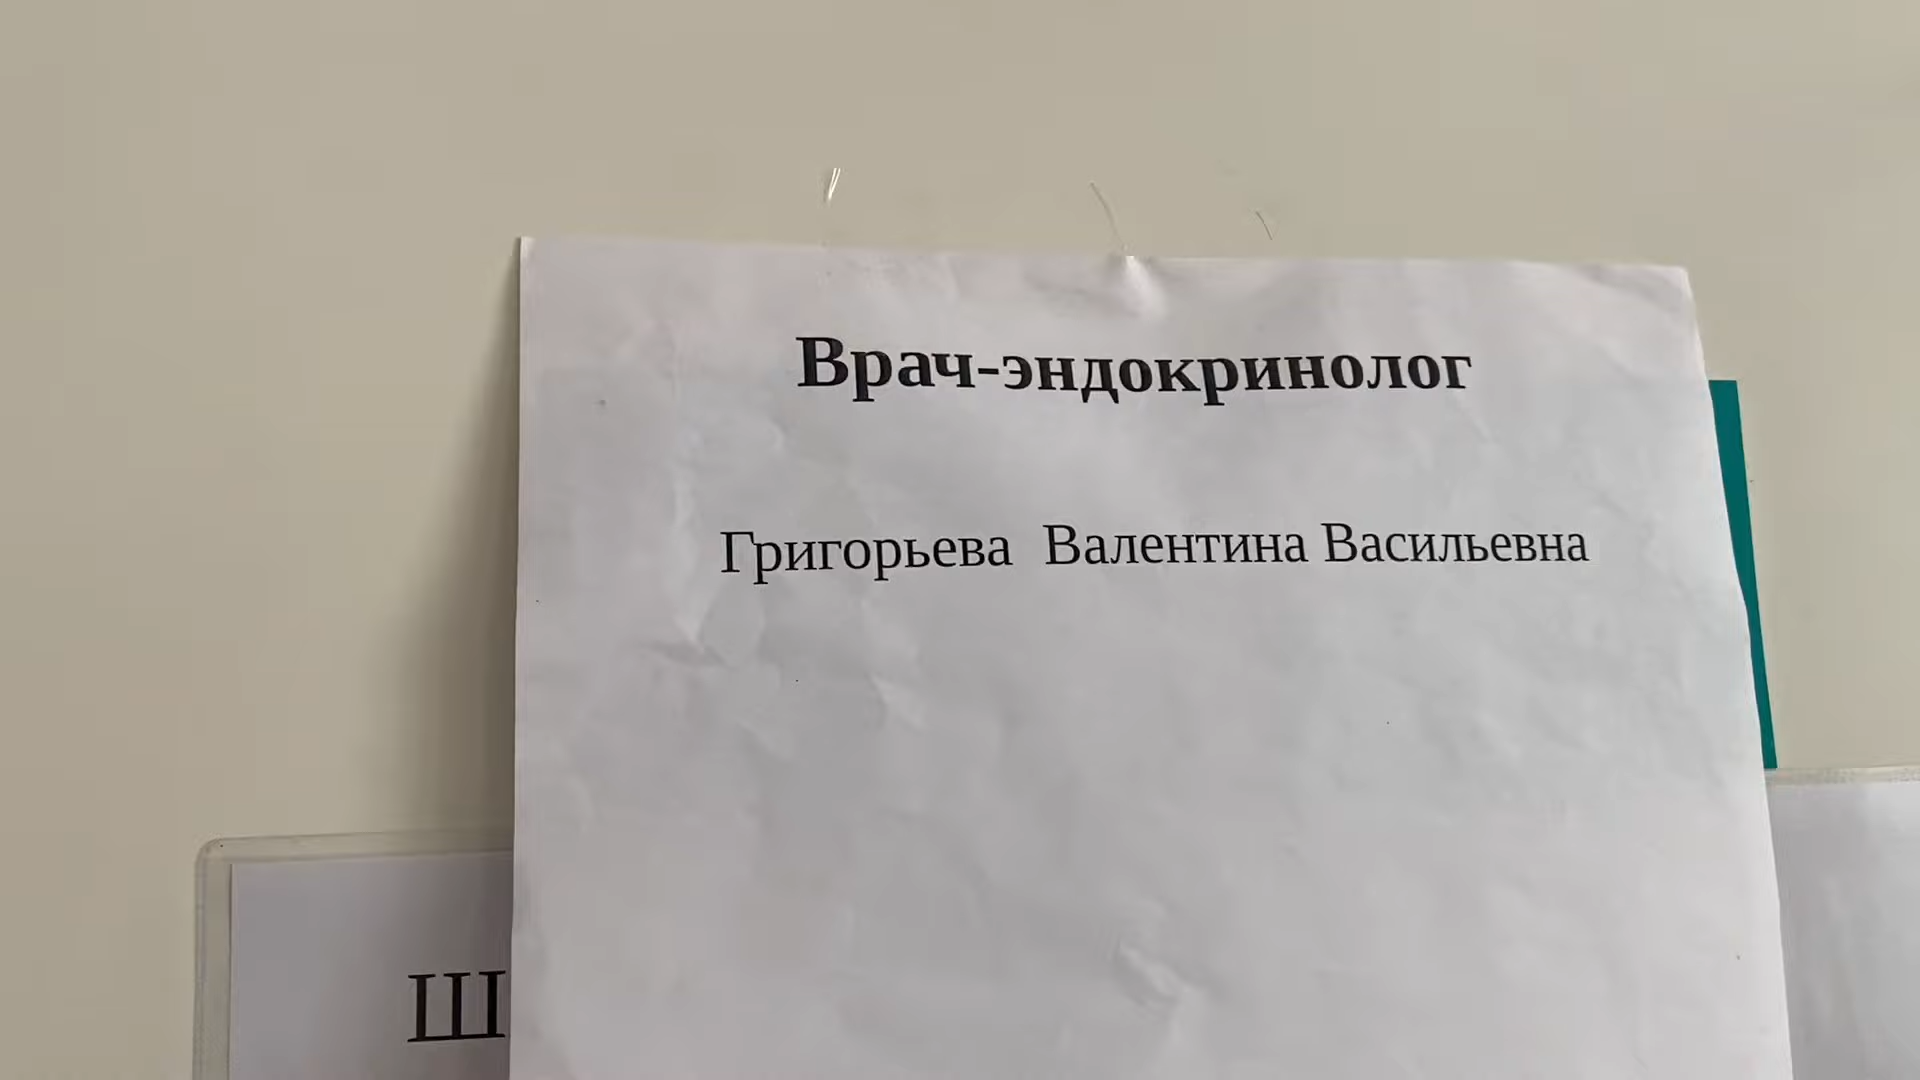 Врач-эндокринолог
Григорьева Валентина Васильевна
Ш